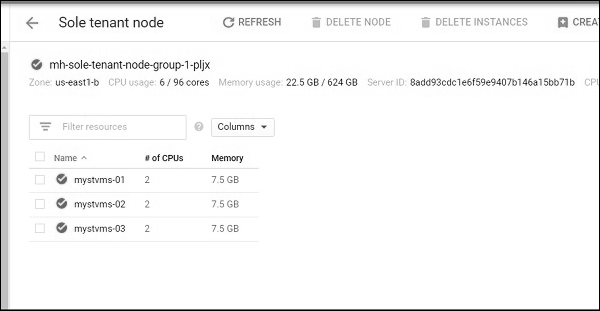 Sole tenant node REFRESH DELETE NODE DELETE INSTANCES CREA
mh-sole-tenant-node-group-1-pljx
Zone: us-east1-b CPU usage: 6 / 96 cores Memory usage: 22.5 GB / 624 GB Server ID: 8add93cdc1e6f59e9407b146a15bb71b CPU
Filter resources Columns
Name # of CPUs Memory
mystvms-01 2 7.5 GB
mystvms-02 2 7.5 GB
mystvms-03 2 7.5 GB